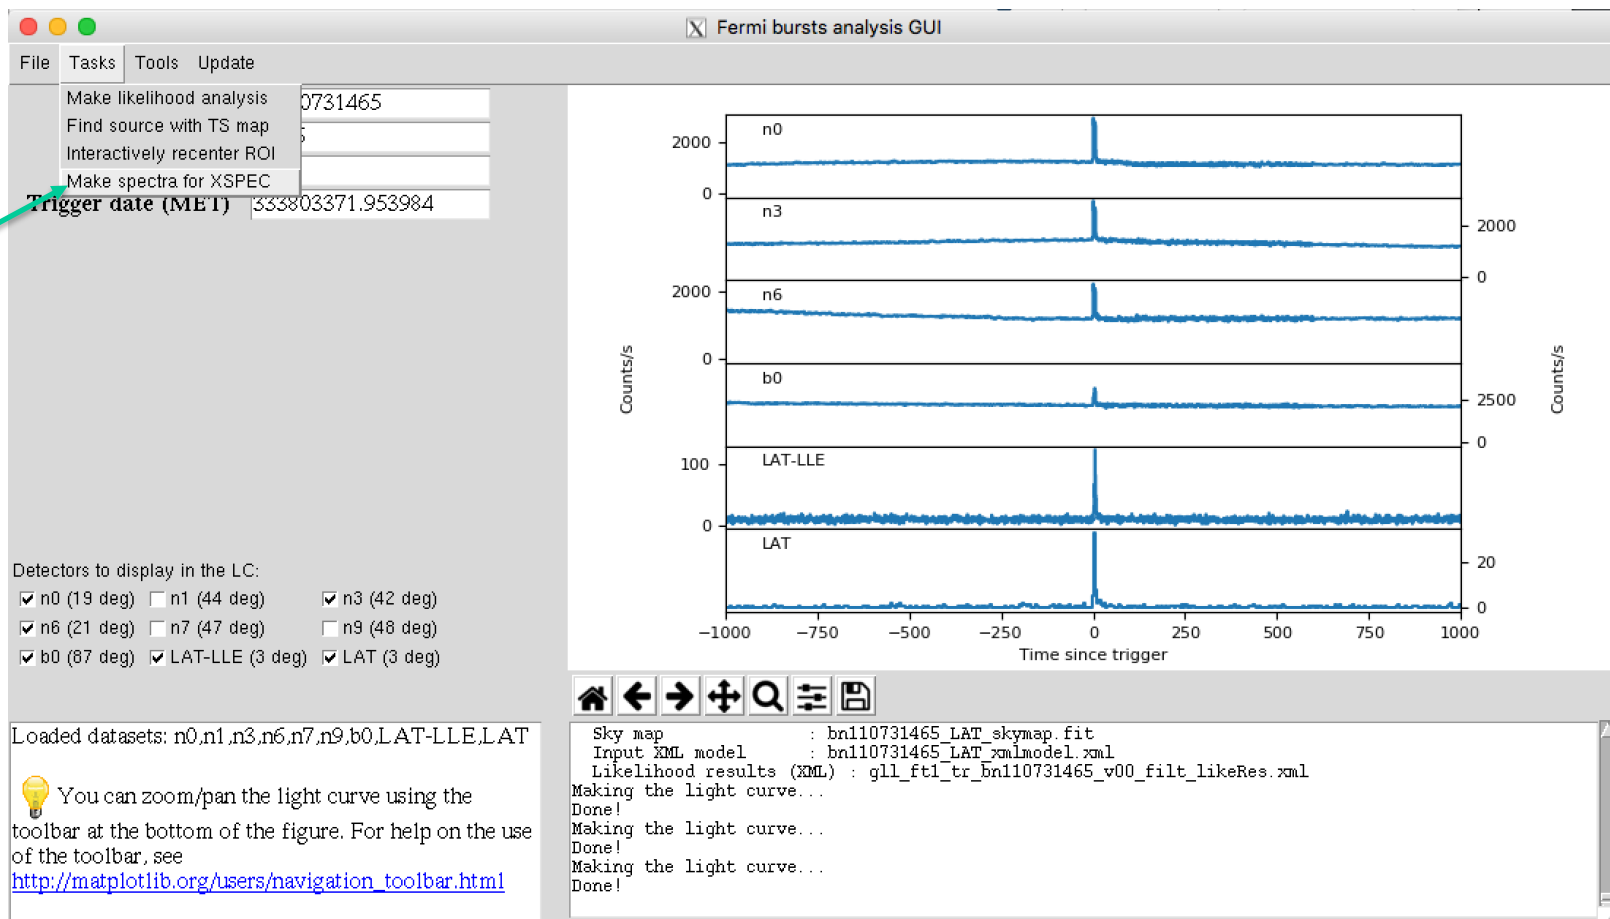 Fermi bursts analysis GUI
File Tasks Tools Update
Make likelihood analysis
Find source with TS map
Interactively recenter ROI
Make spectra for XSPEC
0731465
Trigger date (MET) 333803371.953984
n0
2000
0
n3
2000
0
n6
2000
0
b0
2500
0
LAT-LLE
100
0
LAT
20
0
Counts/s
Counts/s
−1000 −750 −500 −250 0 250 500 750 1000
Time since trigger
Detectors to display in the LC:
n0 (19 deg) n1 (44 deg) n3 (42 deg)
n6 (21 deg) n7 (47 deg) n9 (48 deg)
b0 (87 deg) LAT-LLE (3 deg) LAT (3 deg)
Loaded datasets: n0,n1,n3,n6,n7,n9,b0,LAT-LLE,LAT
You can zoom/pan the light curve using the
toolbar at the bottom of the figure. For help on the use
of the toolbar, see
http://matplotlib.org/users/navigation_toolbar.html
Sky map : bn110731465_LAT_skymap.fit
Input XML model : bn110731465_LAT_xmlmodel.xml
Likelihood results (XML) : gll_ft1_tr_bn110731465_v00_filt_likeRes.xml
Making the light curve...
Done!
Making the light curve...
Done!
Making the light curve...
Done!